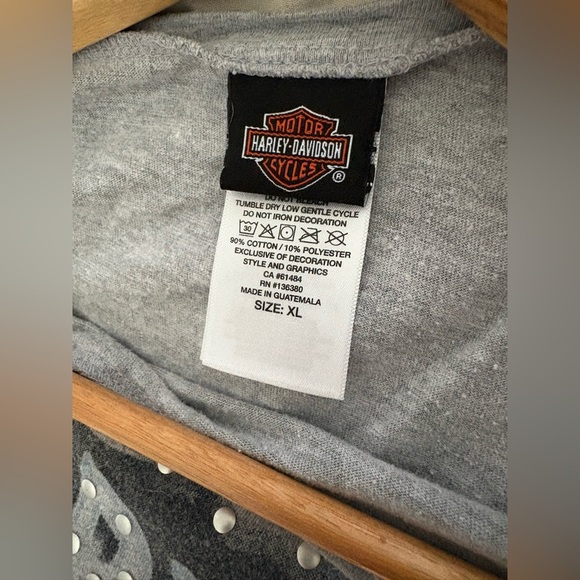 MOTOR
HARLEY-DAVIDSON
CYCLES
®
DO NOT BLEACH
TUMBLE DRY LOW GENTLE CYCLE
DO NOT IRON DECORATION
30
90% COTTON / 10% POLYESTER
EXCLUSIVE OF DECORATION
STYLE AND GRAPHICS
CA #61484
RN #136380
MADE IN GUATEMALA
SIZE: XL